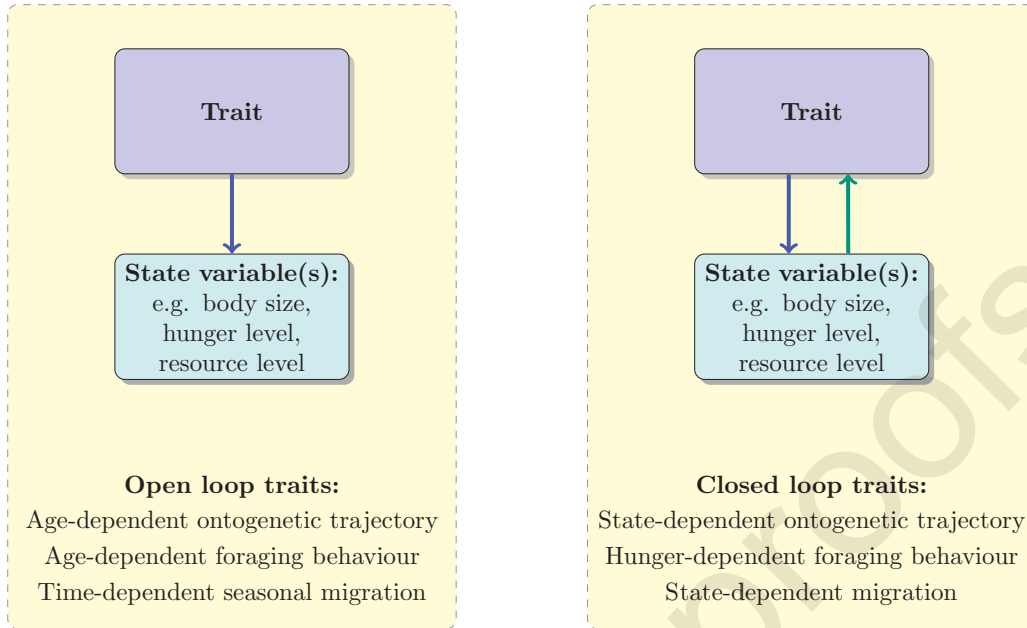 Trait
State variable(s):
e.g. body size,
hunger level,
resource level
Open loop traits:
Age-dependent ontogenetic trajectory
Age-dependent foraging behaviour
Time-dependent seasonal migration
Trait
State variable(s):
e.g. body size,
hunger level,
resource level
Closed loop traits:
State-dependent ontogenetic trajectory
Hunger-dependent foraging behaviour
State-dependent migration
proofs